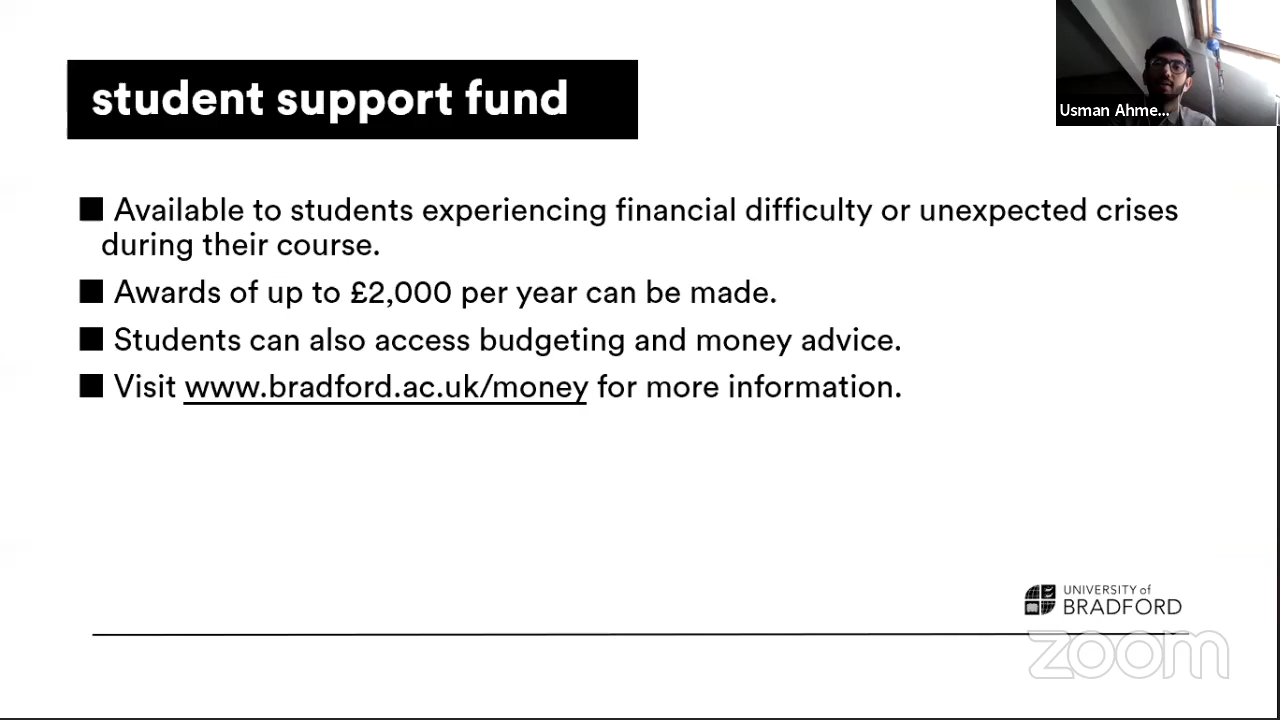 student support fund
Usman Ahme...
■ Available to students experiencing financial difficulty or unexpected crises
during their course.
■ Awards of up to £2,000 per year can be made.
■ Students can also access budgeting and money advice.
■ Visit www.bradford.ac.uk/money for more information.
UNIVERSITY of
BRADFORD
zoom